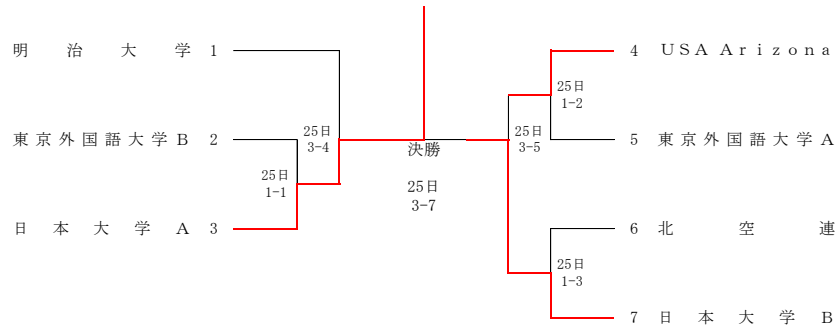 明治大学 1
東京外国語大学B 2
日本大学A 3
25日
1-1
25日
3-4
決勝
25日
3-7
25日
3-5
25日
1-2
25日
1-3
4 USA Arizona
5 東京外国語大学A
6 北空連
7 日本大学B